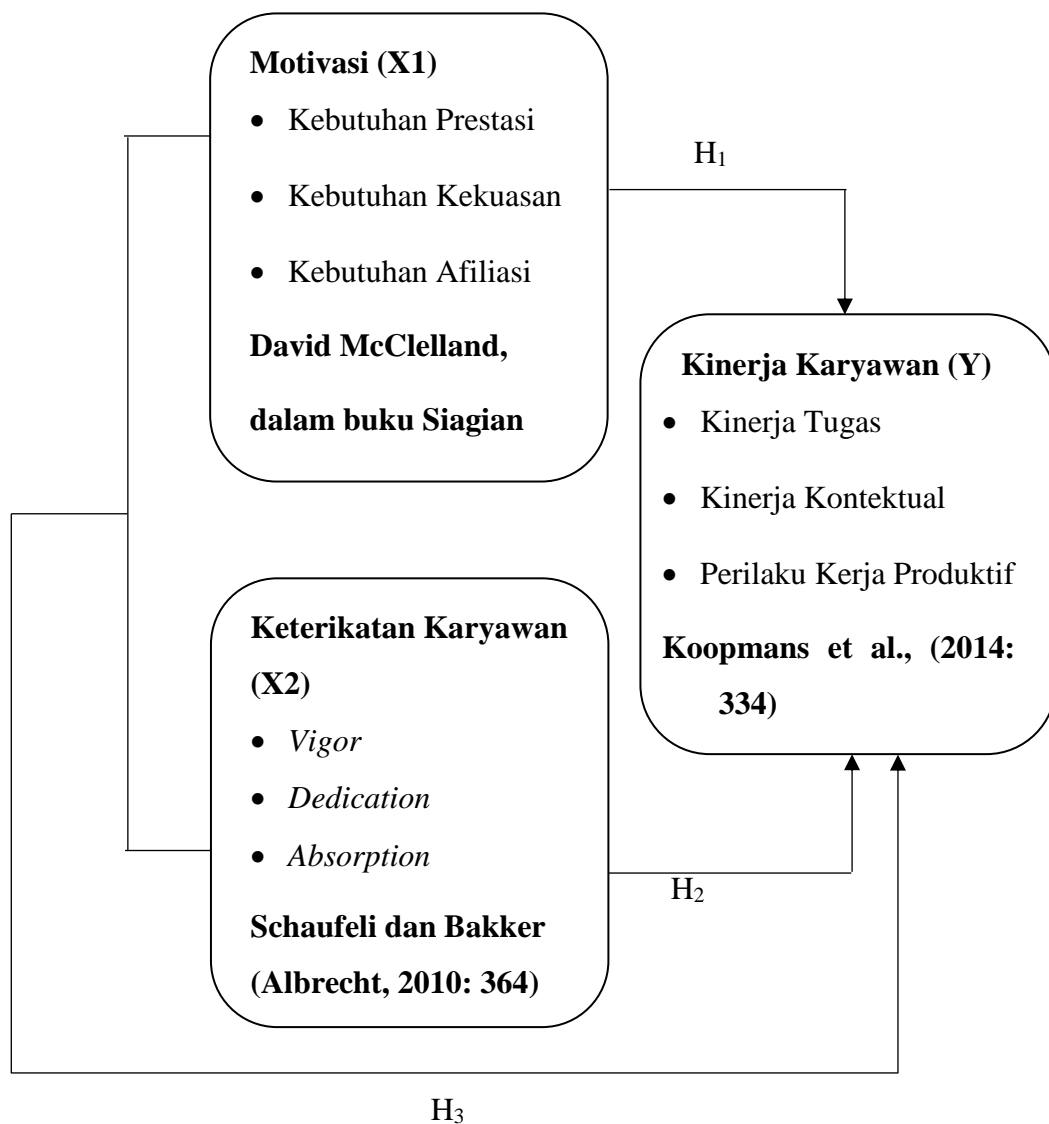 Motivasi (X1)
• Kebutuhan Prestasi
• Kebutuhan Kekuasan
• Kebutuhan Afiliasi
David McClelland,
dalam buku Siagian
H₁
Kinerja Karyawan (Y)
• Kinerja Tugas
• Kinerja Kontektual
• Perilaku Kerja Produktif
Koopmans et al., (2014:
334)
Keterikatan Karyawan
(X2)
• Vigor
• Dedication
• Absorption
Schaufeli dan Bakker
(Albrecht, 2010: 364)
H₂
H₃